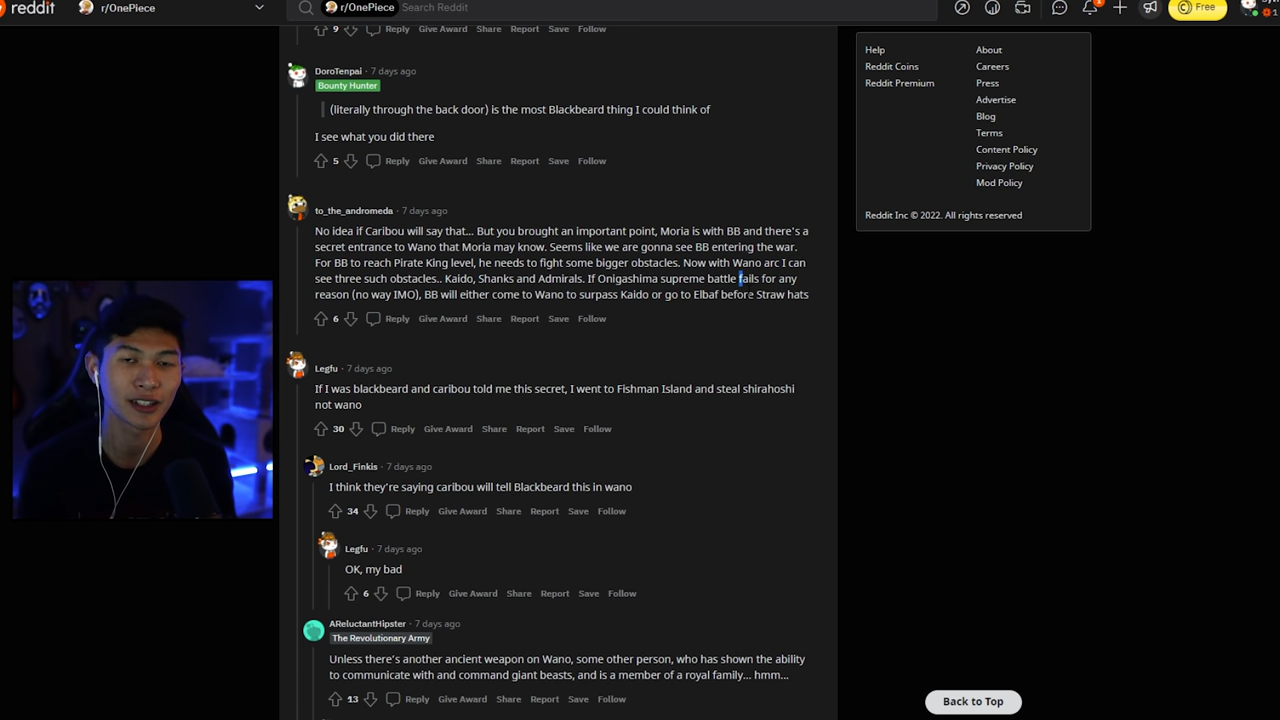 reddit
r/OnePiece
r/OnePiece
Search Reddit
Free
9 Reply Give Award Share Report Save Follow
DoroTenpai · 7 days ago
Bounty Hunter
(literally through the back door) is the most Blackbeard thing I could think of
I see what you did there
5 Reply Give Award Share Report Save Follow
to_the_andromeda · 7 days ago
No idea if Caribou will say that... But you brought an important point, Moria is with BB and there's a
secret entrance to Wano that Moria may know. Seems like we are gonna see BB entering the war.
For BB to reach Pirate King level, he needs to fight some bigger obstacles. Now with Wano arc I can
see three such obstacles.. Kaido, Shanks and Admirals. If Onigashima supreme battle fails for any
reason (no way IMO), BB will either come to Wano to surpass Kaido or go to Elbaf before Straw hats
6 Reply Give Award Share Report Save Follow
Legfu · 7 days ago
If I was blackbeard and caribou told me this secret, I went to Fishman Island and steal shirahoshi
not wano
30 Reply Give Award Share Report Save Follow
Lord_Finkis · 7 days ago
I think they're saying caribou will tell Blackbeard this in wano
34 Reply Give Award Share Report Save Follow
Legfu · 7 days ago
OK, my bad
6 Reply Give Award Share Report Save Follow
AReluctantHipster · 7 days ago
The Revolutionary Army
Unless there's another ancient weapon on Wano, some other person, who has shown the ability
to communicate with and command giant beasts, and is a member of a royal family... hmm...
13 Reply Give Award Share Report Save Follow
Help About
Reddit Coins Careers
Reddit Premium Press
Advertise
Blog
Terms
Content Policy
Privacy Policy
Mod Policy
Reddit Inc © 2022. All rights reserved
Back to Top